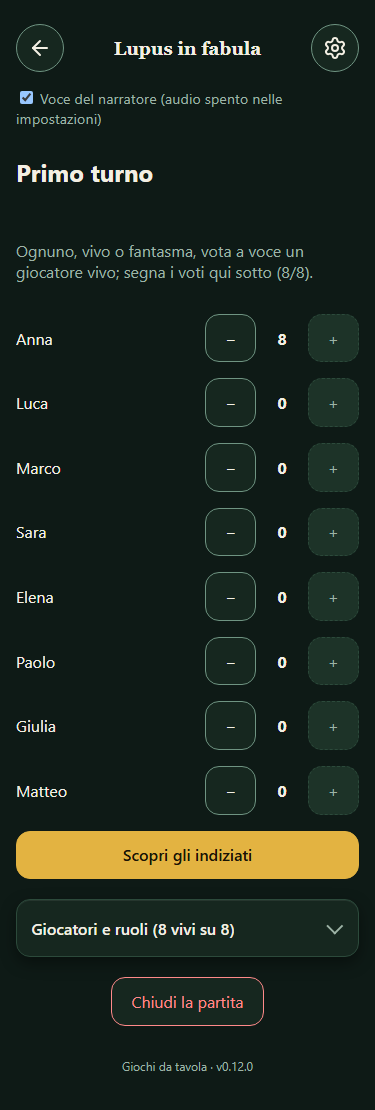 Lupus in fabula
Voce del narratore (audio spento nelle
impostazioni)
Primo turno
Ognuno, vivo o fantasma, vota a voce un
giocatore vivo; segna i voti qui sotto (8/8).
Anna − 8 +
Luca − 0 +
Marco − 0 +
Sara − 0 +
Elena − 0 +
Paolo − 0 +
Giulia − 0 +
Matteo − 0 +
Scopri gli indiziati
Giocatori e ruoli (8 vivi su 8)
Chiudi la partita
Giochi da tavola · v0.12.0